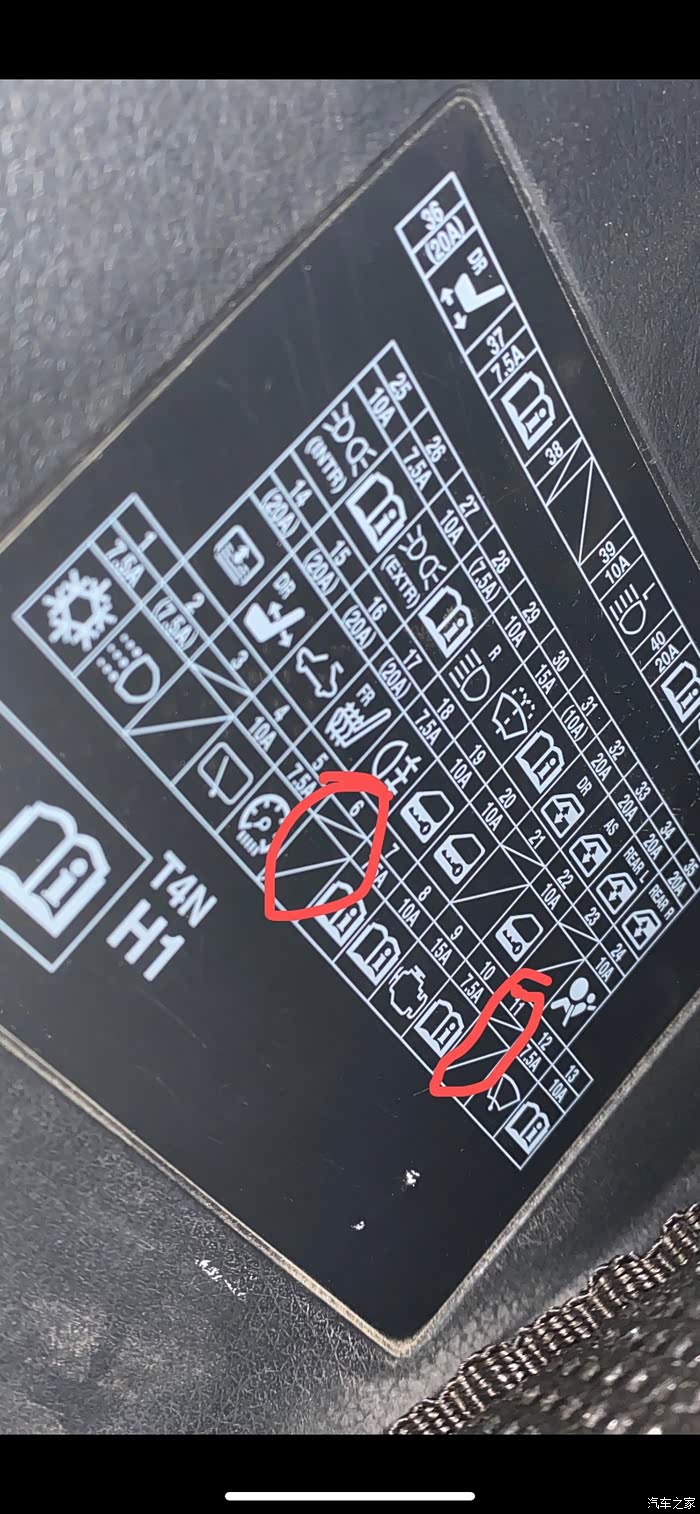 36 37 38 39 40
(20A) 7.5A 10A 20A
DR L
25 26 27 28 29 30 31 32 33 34 35
10A 7.5A 10A (7.5A) 10A 15A (10A) 20A 20A 20A 20A
(INTR) (EXTR) R DR AS REAR L REAR R
14 15 16 17 18 19 20 21 22 23 24
(20A) (20A) (20A) (20A) 7.5A 10A 10A 10A 10A
DR FR
1 2 3 4 5 6 7 8 9 10 11 12 13
7.5A (7.5A) 10A 7.5A 10A 15A 7.5A 7.5A 10A
T4N
H1
汽车之家